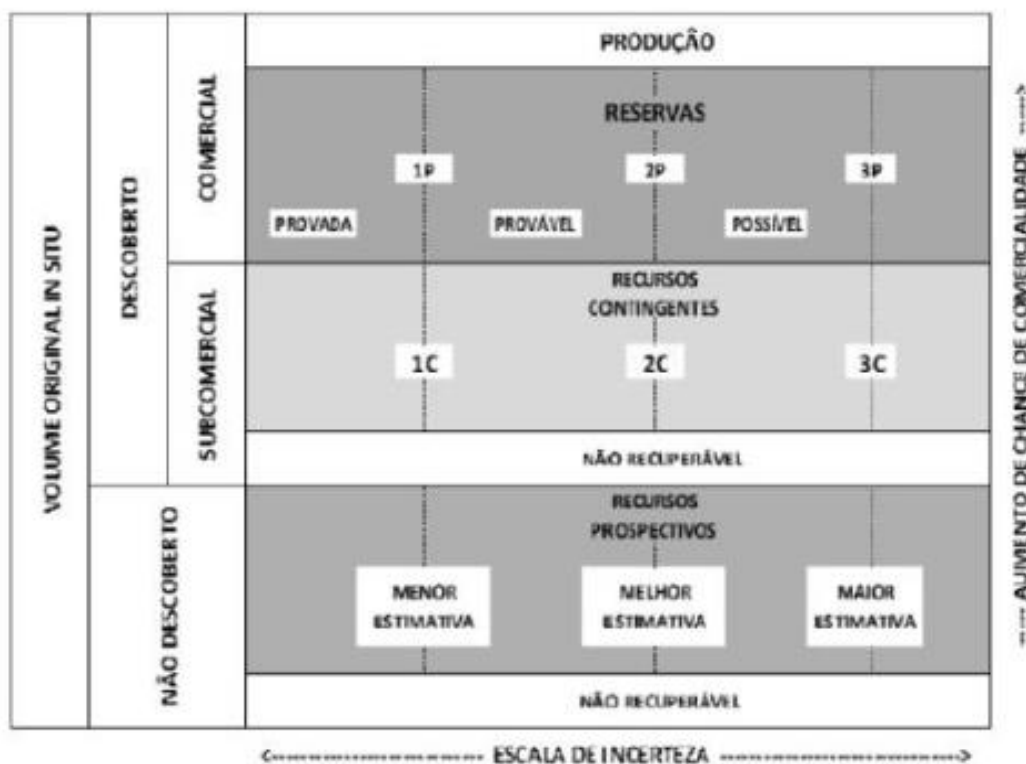 PRODUÇÃO
RESERVAS
1P
2P
3P
PROVADA
PROVÁVEL
POSSÍVEL
RECURSOS
CONTINGENTES
1C
2C
3C
NÃO RECUPERÁVEL
RECURSOS
PROSPECTIVOS
MENOR
ESTIMATIVA
MELHOR
ESTIMATIVA
MAIOR
ESTIMATIVA
NÃO RECUPERÁVEL
VOLUME ORIGINAL IN SITU
DESCOBERTO
NÃO DESCOBERTO
COMERCIAL
SUBCOMERCIAL
<-------------------------- ESCALA DE INCERTEZA ---------------------------->
----- AUMENTO DE CHANCE DE COMERCIALIDADE ----->